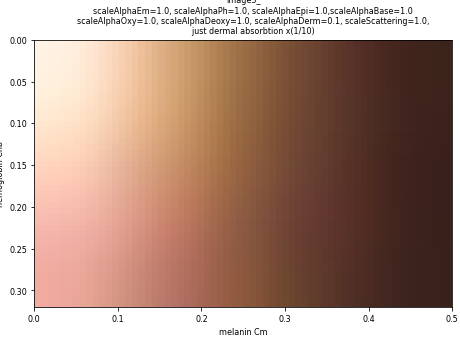 scaleAlphaEm=1.0, scaleAlphaPh=1.0, scaleAlphaEpi=1.0,scaleAlphaBase=1.0
scaleAlphaOxy=1.0, scaleAlphaDeoxy=1.0, scaleAlphaDerm=0.1, scaleScattering=1.0,
just dermal absorbtion x(1/10)
0.00
0.05
0.10
0.15
0.20
0.25
0.30
0.0 0.1 0.2 0.3 0.4 0.5
melanin Cm